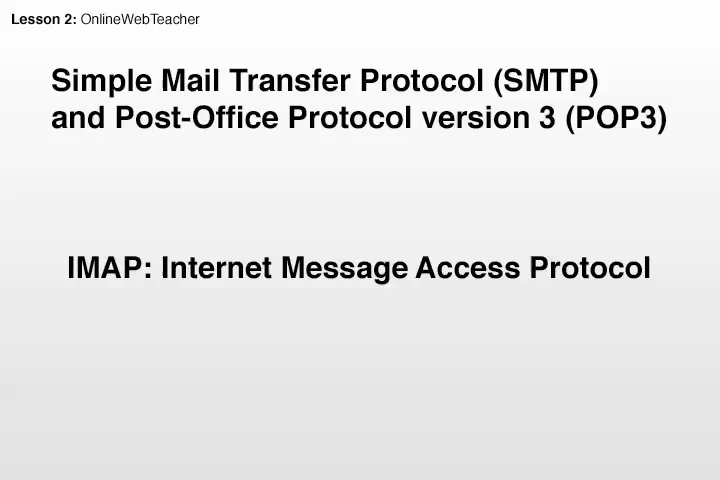 Lesson 2: OnlineWebTeacher
Simple Mail Transfer Protocol (SMTP)
and Post-Office Protocol version 3 (POP3)
IMAP: Internet Message Access Protocol